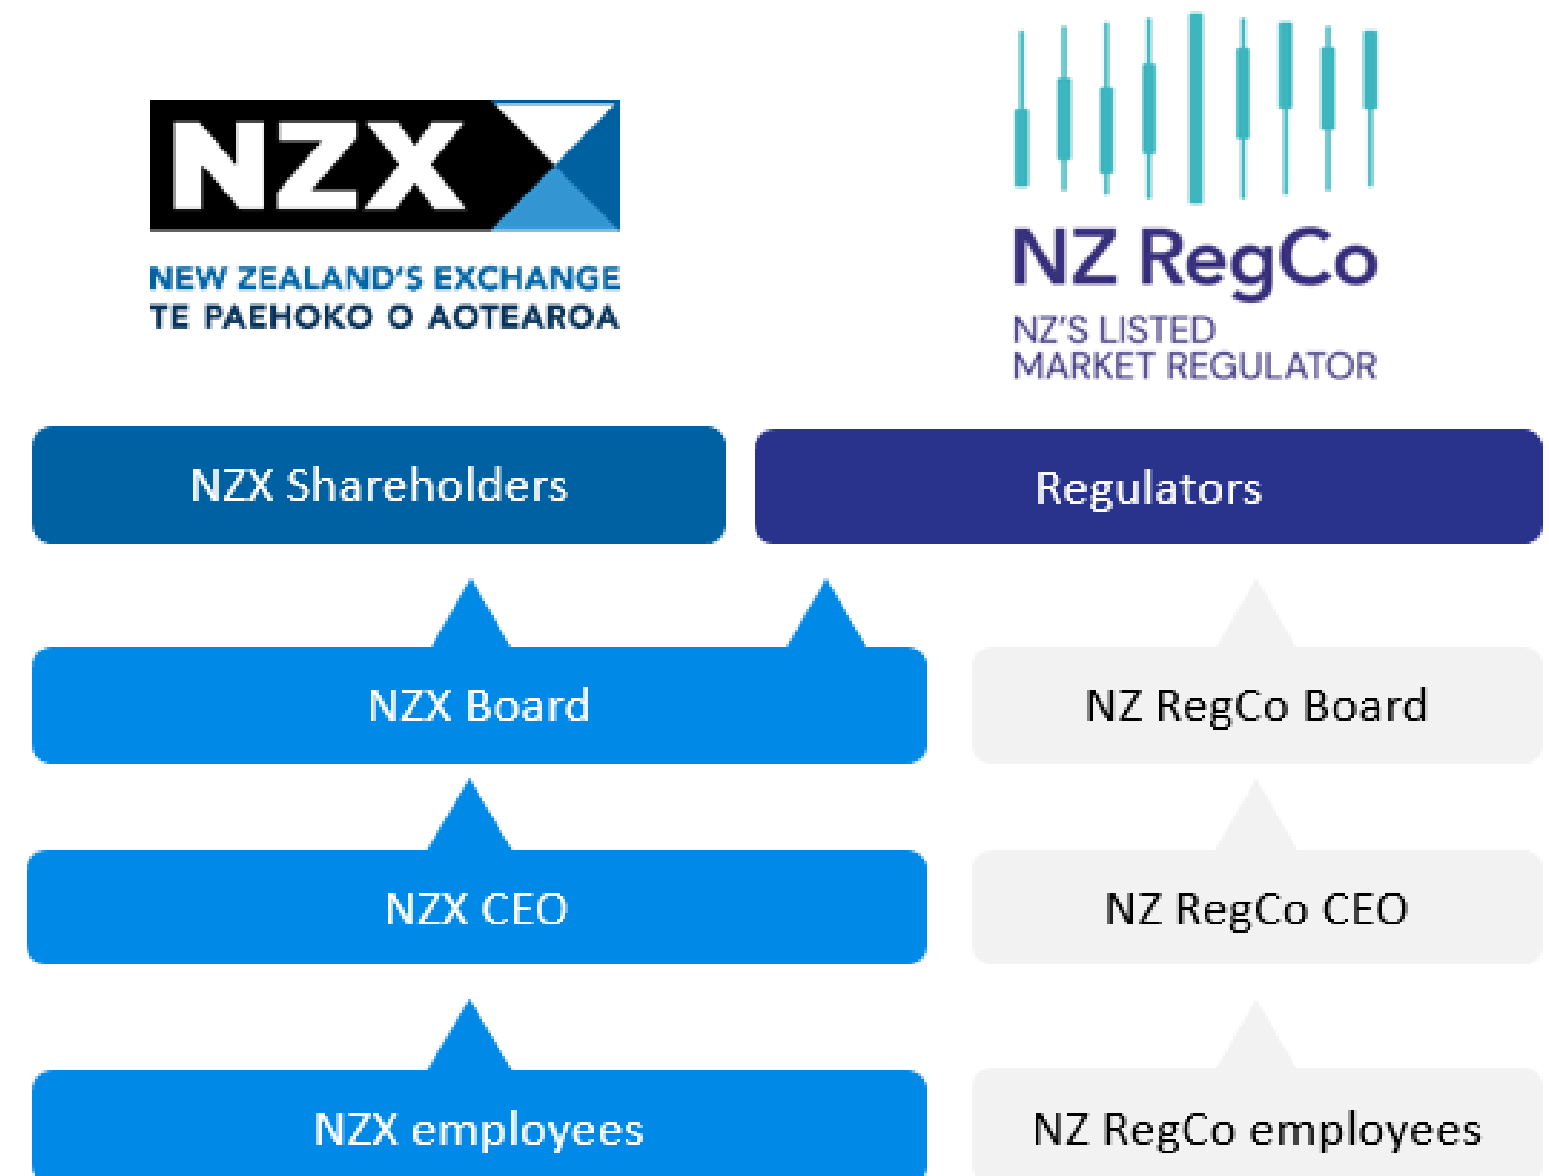 NZX
NEW ZEALAND'S EXCHANGE
TE PAEHOKO O AOTEAROA
NZ RegCo
NZ'S LISTED
MARKET REGULATOR
NZX Shareholders
Regulators
NZX Board
NZ RegCo Board
NZX CEO
NZ RegCo CEO
NZX employees
NZ RegCo employees